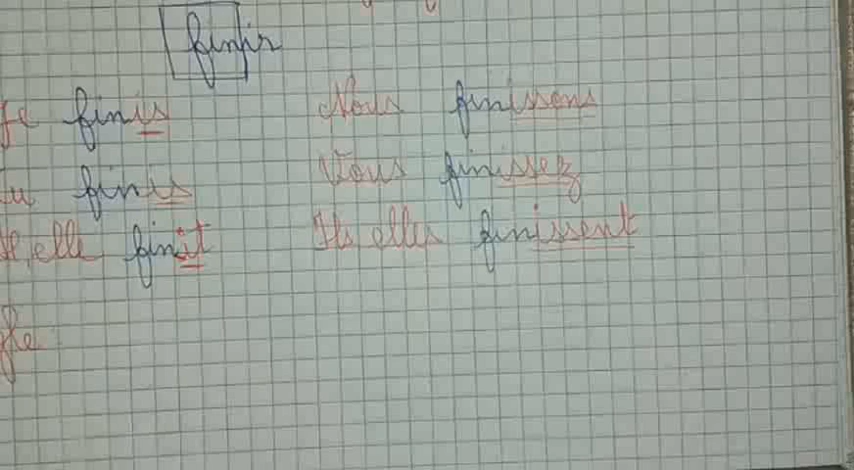 finir
Je finis Nous finissons
Tu finis Vous finissez
Il, elle finit Ils elles finissent
Je